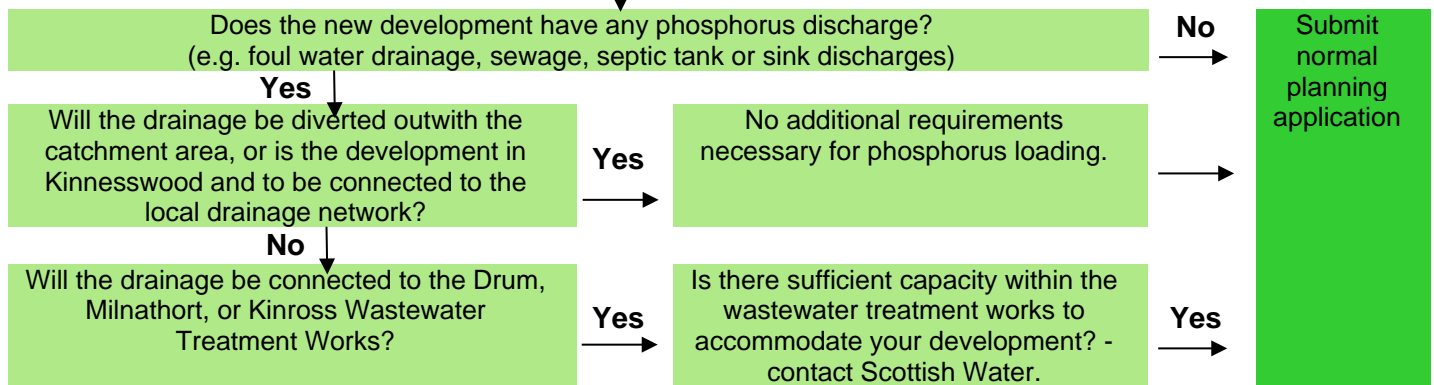 Does the new development have any phosphorus discharge?
(e.g. foul water drainage, sewage, septic tank or sink discharges)
No
Submit
normal
planning
application
Yes
Will the drainage be diverted outwith the
catchment area, or is the development in
Kinnesswood and to be connected to the
local drainage network?
Yes
No additional requirements
necessary for phosphorus loading.
No
Will the drainage be connected to the Drum,
Milnathort, or Kinross Wastewater
Treatment Works?
Yes
Is there sufficient capacity within the
wastewater treatment works to
accommodate your development? -
contact Scottish Water.
Yes